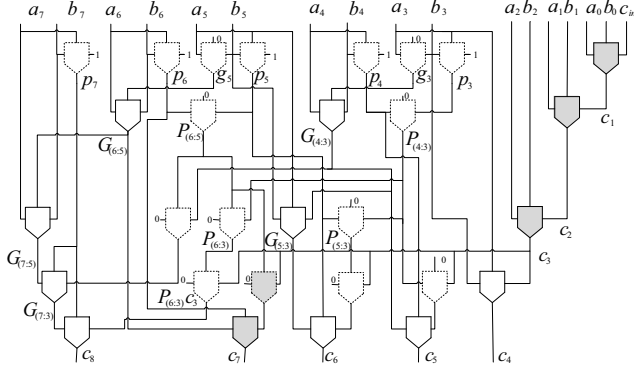 a7 b7 a6 b6 a5 b5 a4 b4 a3 b3 a2 b2 a1 b1 a0 b0 cin
1 1 0 1 1 0 1
p7 p6 g5 p5 p4 g3 p3
0 0
c1
P(6:5) G(4:3) P(4:3)
G(6:5)
0 0 0
c2
P(6:3) G(5:3) P(5:3)
G(7:5) c3
0
0 0 0
G(7:3) P(6:3)c3
c8 c7 c6 c5 c4